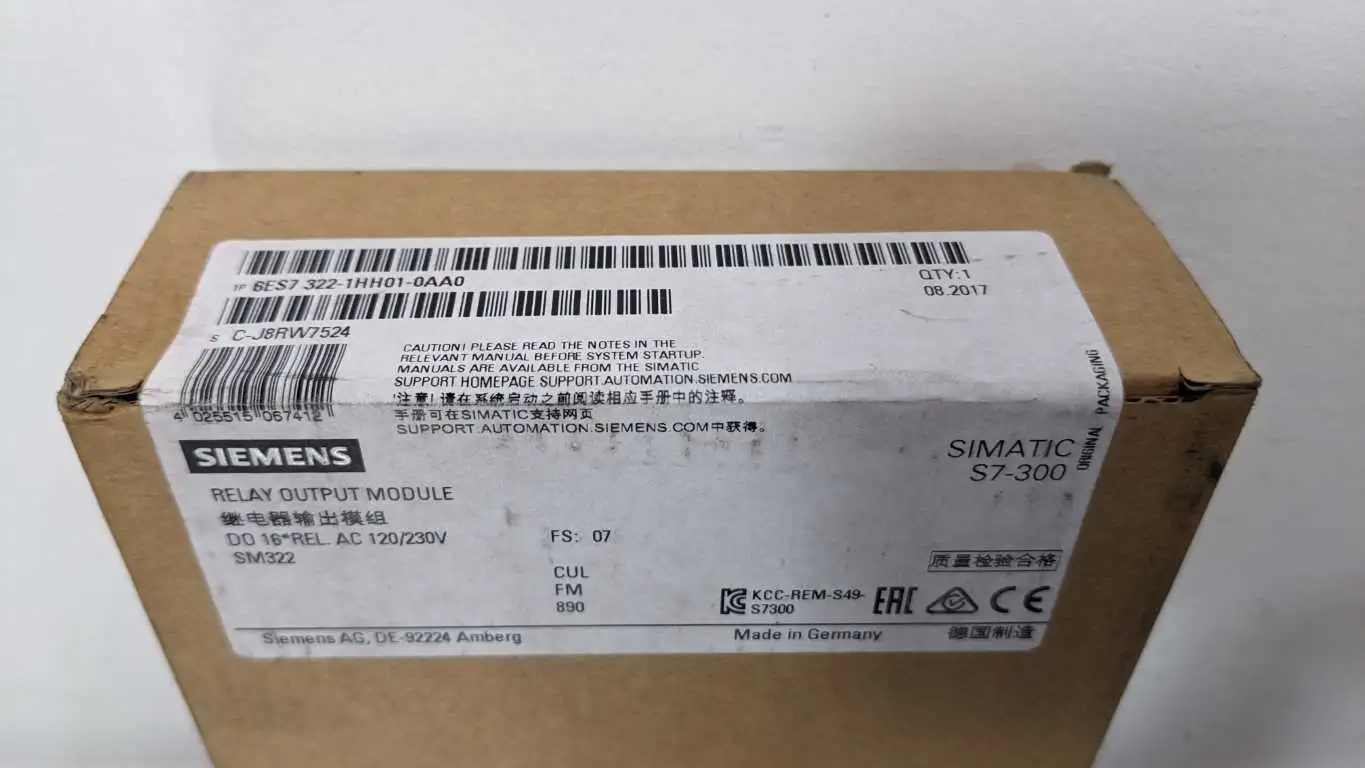 1P 6ES7 322-1HH01-0AA0
QTY:1
08.2017
S C-J8RW7524
4 025515 067412
CAUTION! PLEASE READ THE NOTES IN THE
RELEVANT MANUAL BEFORE SYSTEM STARTUP.
MANUALS ARE AVAILABLE FROM THE SIMATIC
SUPPORT HOMEPAGE SUPPORT.AUTOMATION.SIEMENS.COM
注意! 请在系统启动之前阅读相应手册中的注释。
手册可在SIMATIC支持网页
SUPPORT.AUTOMATION.SIEMENS.COM中获得。
ORIGINAL PACKAGING
SIEMENS
SIMATIC
S7-300
RELAY OUTPUT MODULE
继电器输出模组
DO 16*REL. AC 120/230V
SM322
FS: 07
CUL
FM
890
质量检验合格
KCC-REM-S49-
S7300
EAC
CE
Siemens AG, DE-92224 Amberg
Made in Germany
德国制造